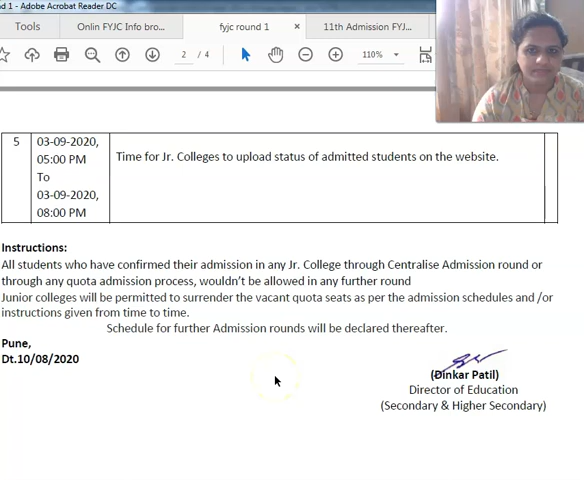 nd 1 - Adobe Acrobat Reader DC
Tools
Onlin FYJC Info bro...
fyjc round 1
11th Admission FYJ...
2 / 4
110%
5
03-09-2020,
05:00 PM
To
03-09-2020,
08:00 PM
Time for Jr. Colleges to upload status of admitted students on the website.
Instructions:
All students who have confirmed their admission in any Jr. College through Centralise Admission round or
through any quota admission process, wouldn't be allowed in any further round
Junior colleges will be permitted to surrender the vacant quota seats as per the admission schedules and /or
instructions given from time to time.
Schedule for further Admission rounds will be declared thereafter.
Pune,
Dt.10/08/2020
(Dinkar Patil)
Director of Education
(Secondary & Higher Secondary)